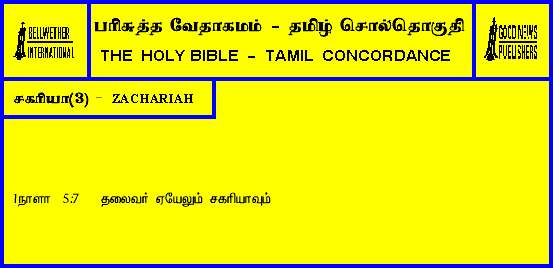 BELLWETHER
INTERNATIONAL
பரிசுத்த வேதாகமம் - தமிழ் சொல்தொகுதி
THE HOLY BIBLE - TAMIL CONCORDANCE
GOOD NEWS
PUBLISHERS
சகரியா(3) - ZACHARIAH
1நாளா 5:7 தலைவர் ஏயேலும் சகரியாவும்